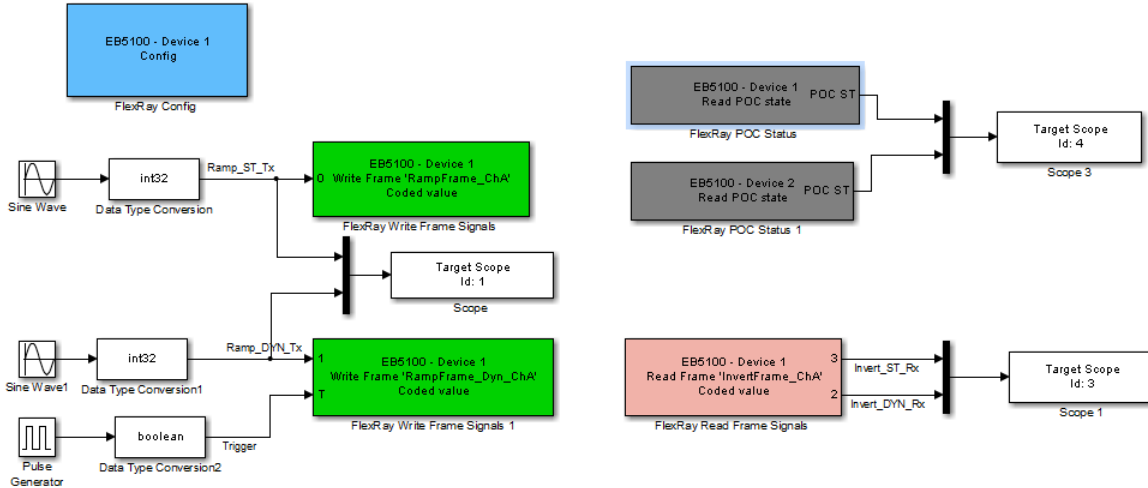 EB5100 - Device 1
Config
FlexRay Config
Sine Wave
int32
Data Type Conversion
Ramp_ST_Tx
0
EB5100 - Device 1
Write Frame 'RampFrame_ChA'
Coded value
FlexRay Write Frame Signals
Target Scope
Id: 1
Scope
Sine Wave1
int32
Data Type Conversion1
Ramp_DYN_Tx
1
T
EB5100 - Device 1
Write Frame 'RampFrame_Dyn_ChA'
Coded value
FlexRay Write Frame Signals 1
Pulse
Generator
boolean
Data Type Conversion2
Trigger
EB5100 - Device 1
Read POC state
POC ST
FlexRay POC Status
EB5100 - Device 2
Read POC state
POC ST
FlexRay POC Status 1
Target Scope
Id: 4
Scope 3
EB5100 - Device 1
Read Frame 'InvertFrame_ChA'
Coded value
3
2
FlexRay Read Frame Signals
Invert_ST_Rx
Invert_DYN_Rx
Target Scope
Id: 3
Scope 1